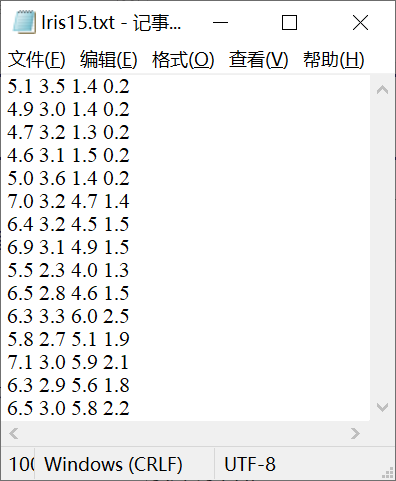 Iris15.txt - 记事...
文件(F) 编辑(E) 格式(O) 查看(V) 帮助(H)
5.1 3.5 1.4 0.2
4.9 3.0 1.4 0.2
4.7 3.2 1.3 0.2
4.6 3.1 1.5 0.2
5.0 3.6 1.4 0.2
7.0 3.2 4.7 1.4
6.4 3.2 4.5 1.5
6.9 3.1 4.9 1.5
5.5 2.3 4.0 1.3
6.5 2.8 4.6 1.5
6.3 3.3 6.0 2.5
5.8 2.7 5.1 1.9
7.1 3.0 5.9 2.1
6.3 2.9 5.6 1.8
6.5 3.0 5.8 2.2
100 Windows (CRLF) UTF-8